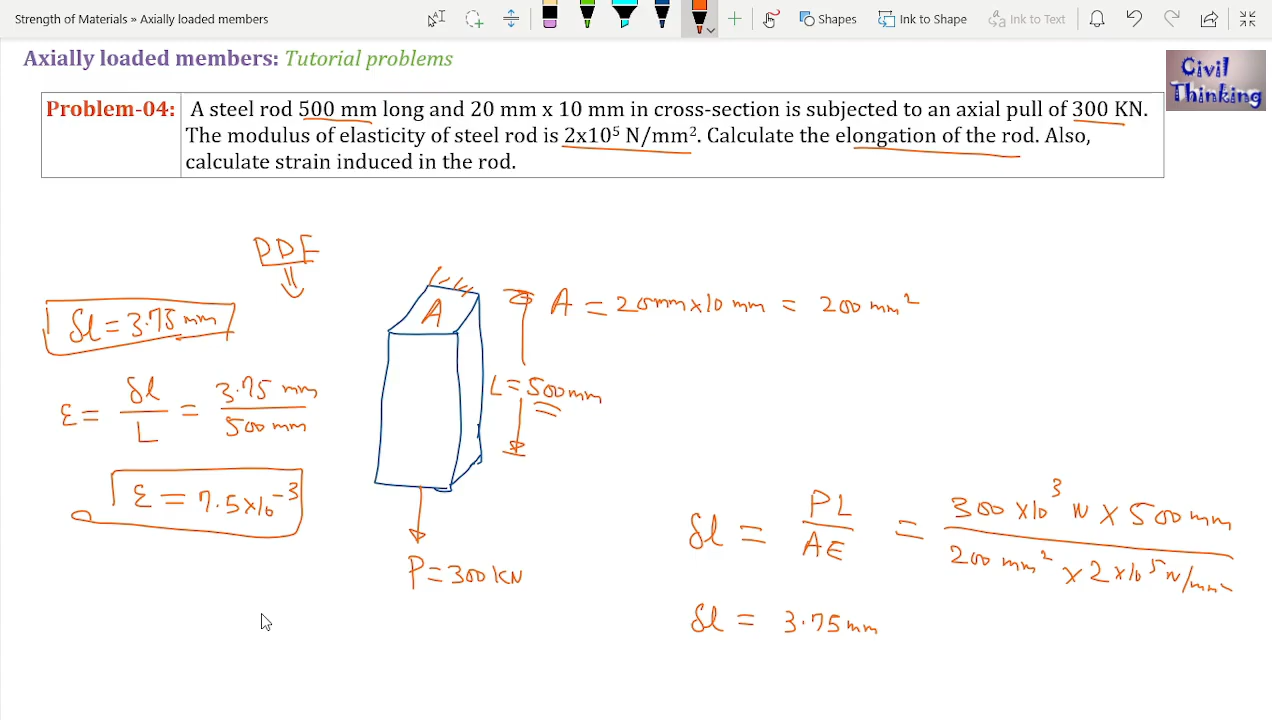 Strength of Materials » Axially loaded members
Shapes
Ink to Shape
Ink to Text
Axially loaded members: Tutorial problems
Civil
Thinking
Problem-04: A steel rod 500 mm long and 20 mm x 10 mm in cross-section is subjected to an axial pull of 300 KN.
The modulus of elasticity of steel rod is 2x10⁵ N/mm². Calculate the elongation of the rod. Also,
calculate strain induced in the rod.
A
A = 20mm x 10 mm = 200 mm²
δl = 3.75 mm
L = 500mm
ε = δl / L = 3.75 mm / 500 mm
ε = 7.5 x 10⁻³
P = 300 KN
δl = PL / AE = 300 x 10³ N x 500 mm / 200 mm² x 2 x 10⁵ N/mm²
δl = 3.75 mm